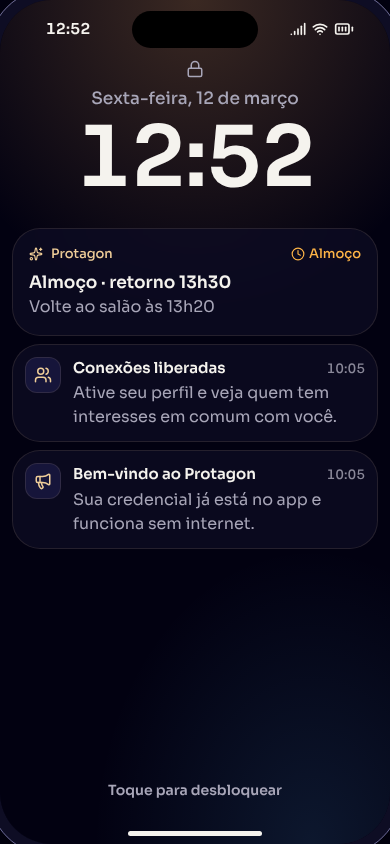 12:52
Sexta-feira, 12 de março
12:52
Protagon
Almoço
Almoço · retorno 13h30
Volte ao salão às 13h20
Conexões liberadas
10:05
Ative seu perfil e veja quem tem
interesses em comum com você.
Bem-vindo ao Protagon
10:05
Sua credencial já está no app e
funciona sem internet.
Toque para desbloquear